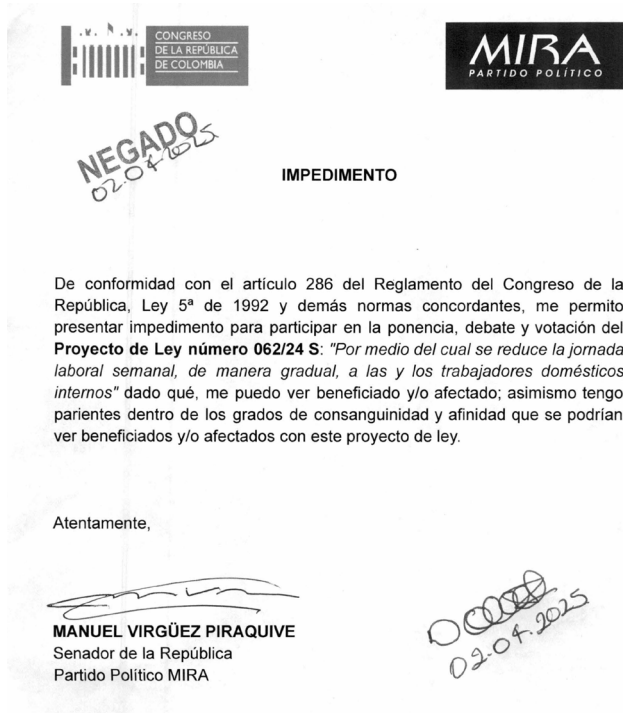 CONGRESO
DE LA REPÚBLICA
DE COLOMBIA
MIRA
PARTIDO POLÍTICO
NEGADO
02.04.2025
IMPEDIMENTO
De conformidad con el artículo 286 del Reglamento del Congreso de la
República, Ley 5ª de 1992 y demás normas concordantes, me permito
presentar impedimento para participar en la ponencia, debate y votación del
Proyecto de Ley número 062/24 S: "Por medio del cual se reduce la jornada
laboral semanal, de manera gradual, a las y los trabajadores domésticos
internos" dado qué, me puedo ver beneficiado y/o afectado; asimismo tengo
parientes dentro de los grados de consanguinidad y afinidad que se podrían
ver beneficiados y/o afectados con este proyecto de ley.
Atentamente,
MANUEL VIRGÜEZ PIRAQUIVE
Senador de la República
Partido Político MIRA
02.04.2025